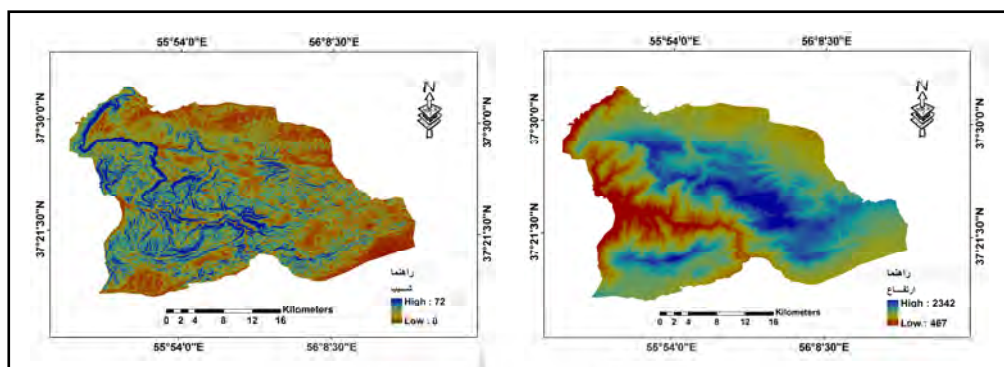 55°54'0"E 56°8'30"E
37°30'0"N 37°30'0"N
37°21'30"N 37°21'30"N
N
راهنما
شیب
High : 72
Low : 0
Kilometers
0 2 4 8 12 16
55°54'0"E 56°8'30"E
55°54'0"E 56°8'30"E
37°30'0"N 37°30'0"N
37°21'30"N 37°21'30"N
N
راهنما
ارتفاع
High : 2342
Low : 487
Kilometers
0 2 4 8 12 16
55°54'0"E 56°8'30"E